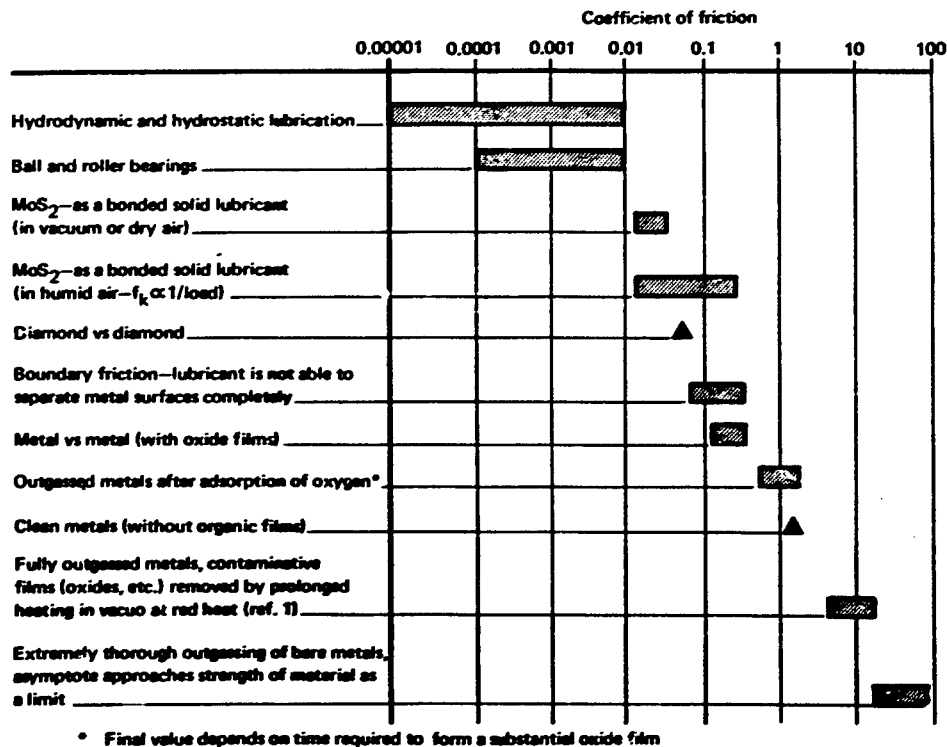 Coefficient of friction
0.00001 0.0001 0.001 0.01 0.1 1 10 100
Hydrodynamic and hydrostatic lubrication
Ball and roller bearings
MoS2—as a bonded solid lubricant
(in vacuum or dry air)
MoS2—as a bonded solid lubricant
(in humid air—fk ∝ 1/load)
Diamond vs diamond
Boundary friction—lubricant is not able to
separate metal surfaces completely
Metal vs metal (with oxide films)
Outgassed metals after adsorption of oxygen*
Clean metals (without organic films)
Fully outgassed metals, contaminative
films (oxides, etc.) removed by prolonged
heating in vacuo at red heat (ref. 1)
Extremely thorough outgassing of bare metals,
asymptote approaches strength of material as
a limit
* Final value depends on time required to form a substantial oxide film